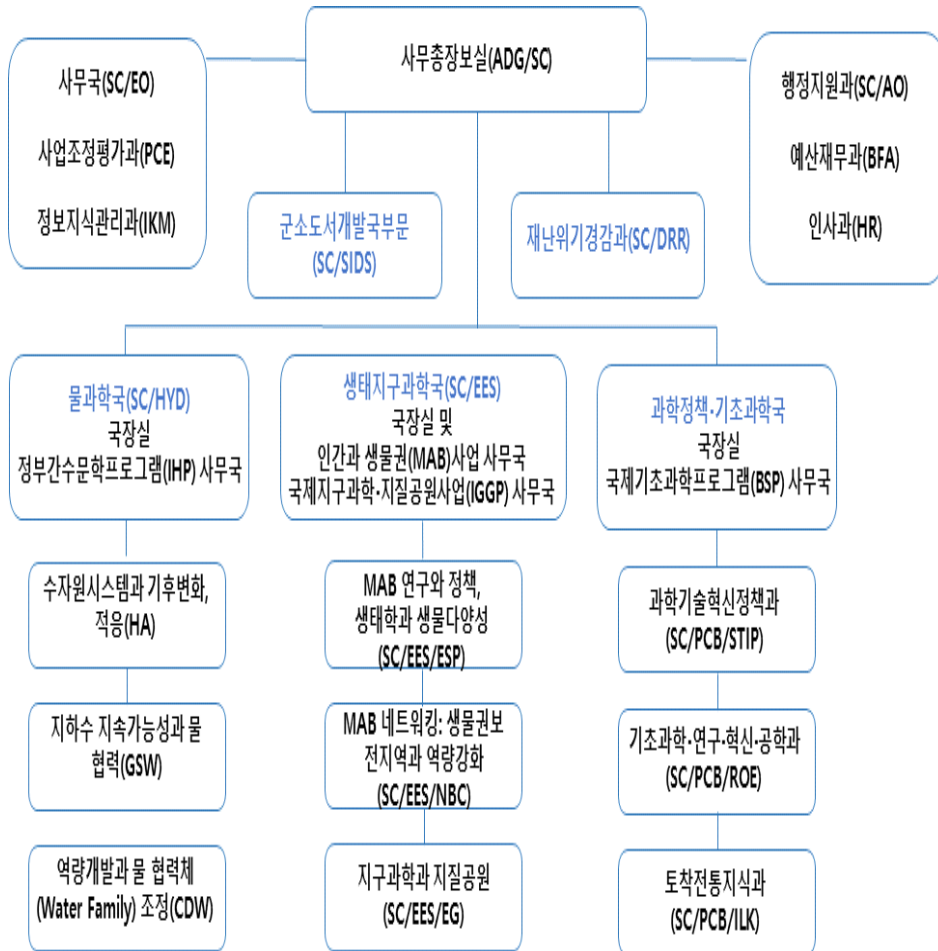 사무총장보실(ADG/SC)
사무국(SC/EO)
사업조정평가과(PCE)
정보지식관리과(IKM)
행정지원과(SC/AO)
예산재무과(BFA)
인사과(HR)
군소도서개발국부문
(SC/SIDS)
재난위기경감과(SC/DRR)
물과학국(SC/HYD)
국장실
정부간수문학프로그램(IHP) 사무국
수자원시스템과 기후변화,
적응(HA)
지하수 지속가능성과 물
협력(GSW)
역량개발과 물 협력체
(Water Family) 조정(CDW)
생태지구과학국(SC/EES)
국장실 및
인간과 생물권(MAB)사업 사무국
국제지구과학·지질공원사업(IGGP) 사무국
MAB 연구와 정책,
생태학과 생물다양성
(SC/EES/ESP)
MAB 네트워킹: 생물권보
전지역과 역량강화
(SC/EES/NBC)
지구과학과 지질공원
(SC/EES/EG)
과학정책·기초과학국
국장실
국제기초과학프로그램(BSP) 사무국
과학기술혁신정책과
(SC/PCB/STIP)
기초과학·연구·혁신·공학과
(SC/PCB/ROE)
토착전통지식과
(SC/PCB/ILK)